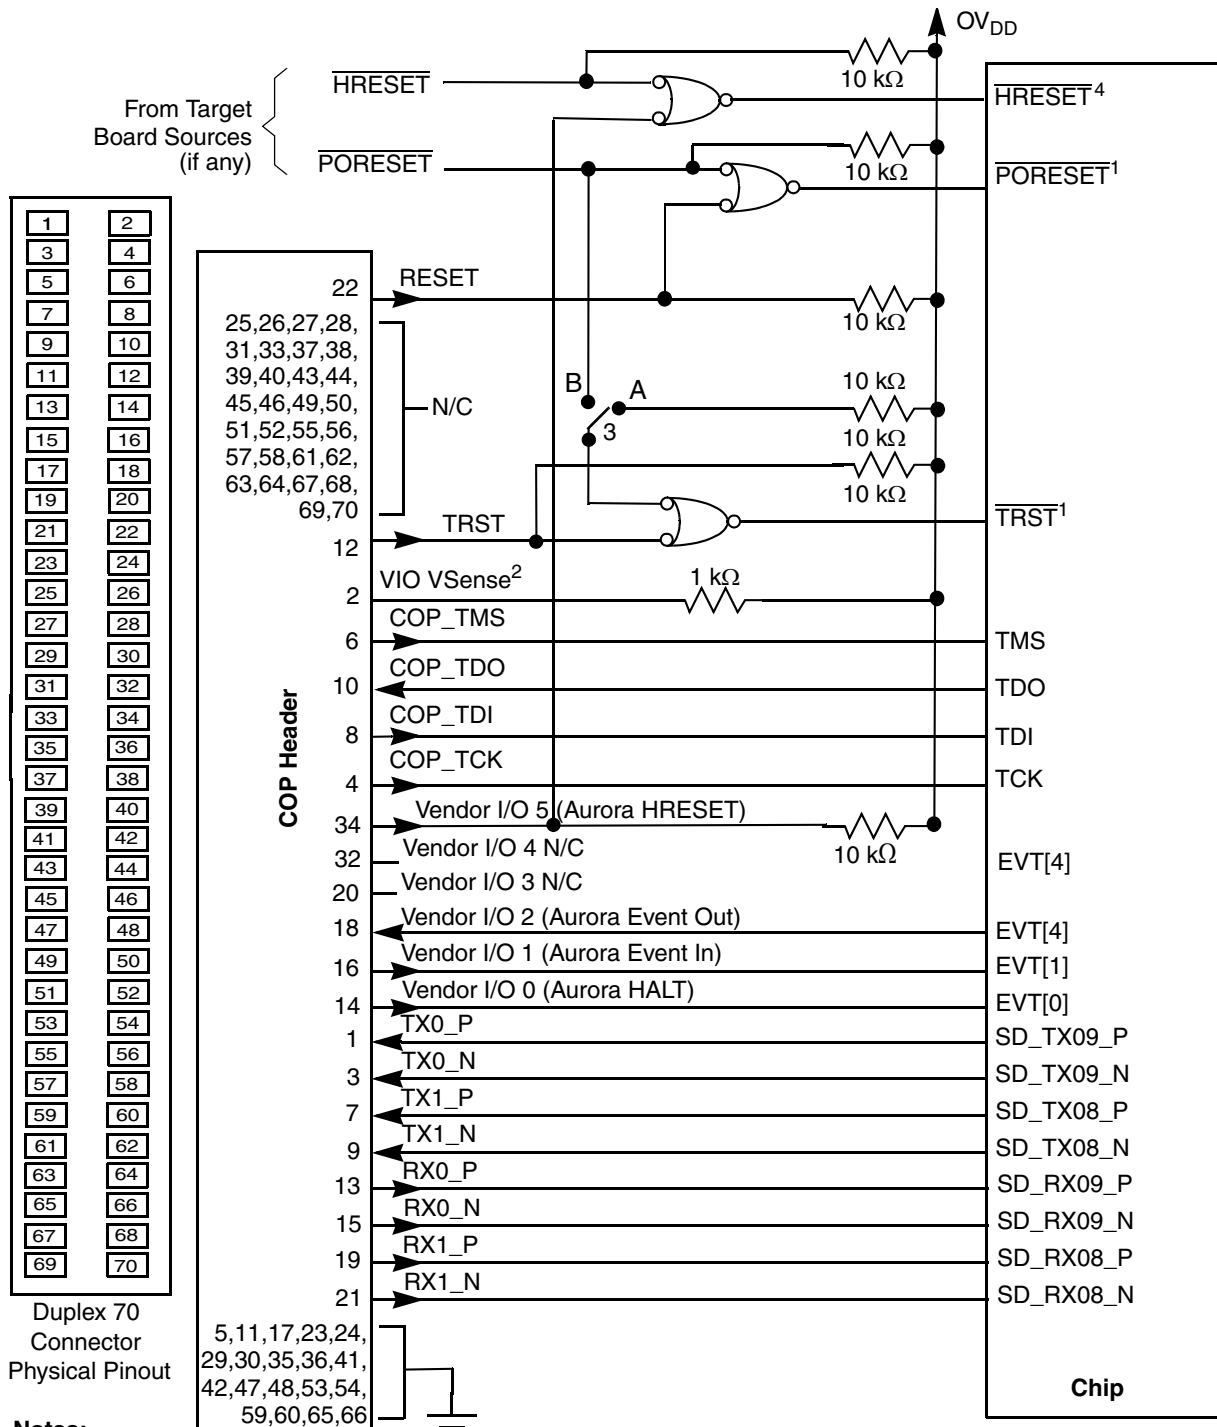 OVDD
HRESET
10 kΩ
HRESET4
From Target
Board Sources
(if any)
PORESET
10 kΩ
PORESET1
1 2
3 4
5 6
7 8
9 10
11 12
13 14
15 16
17 18
19 20
21 22
23 24
25 26
27 28
29 30
31 32
33 34
35 36
37 38
39 40
41 42
43 44
45 46
47 48
49 50
51 52
53 54
55 56
57 58
59 60
61 62
63 64
65 66
67 68
69 70
Duplex 70
Connector
Physical Pinout
COP Header
22 RESET
10 kΩ
25,26,27,28,
31,33,37,38,
39,40,43,44,
45,46,49,50,
51,52,55,56,
57,58,61,62,
63,64,67,68,
69,70
N/C
B A
3
10 kΩ
10 kΩ
10 kΩ
12 TRST
TRST1
2 VIO VSense2
1 kΩ
6 COP_TMS TMS
10 COP_TDO TDO
8 COP_TDI TDI
4 COP_TCK TCK
34 Vendor I/O 5 (Aurora HRESET)
10 kΩ
32 Vendor I/O 4 N/C
EVT[4]
20 Vendor I/O 3 N/C
18 Vendor I/O 2 (Aurora Event Out) EVT[4]
16 Vendor I/O 1 (Aurora Event In) EVT[1]
14 Vendor I/O 0 (Aurora HALT) EVT[0]
1 TX0_P SD_TX09_P
3 TX0_N SD_TX09_N
7 TX1_P SD_TX08_P
9 TX1_N SD_TX08_N
13 RX0_P SD_RX09_P
15 RX0_N SD_RX09_N
19 RX1_P SD_RX08_P
21 RX1_N SD_RX08_N
5,11,17,23,24,
29,30,35,36,41,
42,47,48,53,54,
59,60,65,66
Chip
Notes: